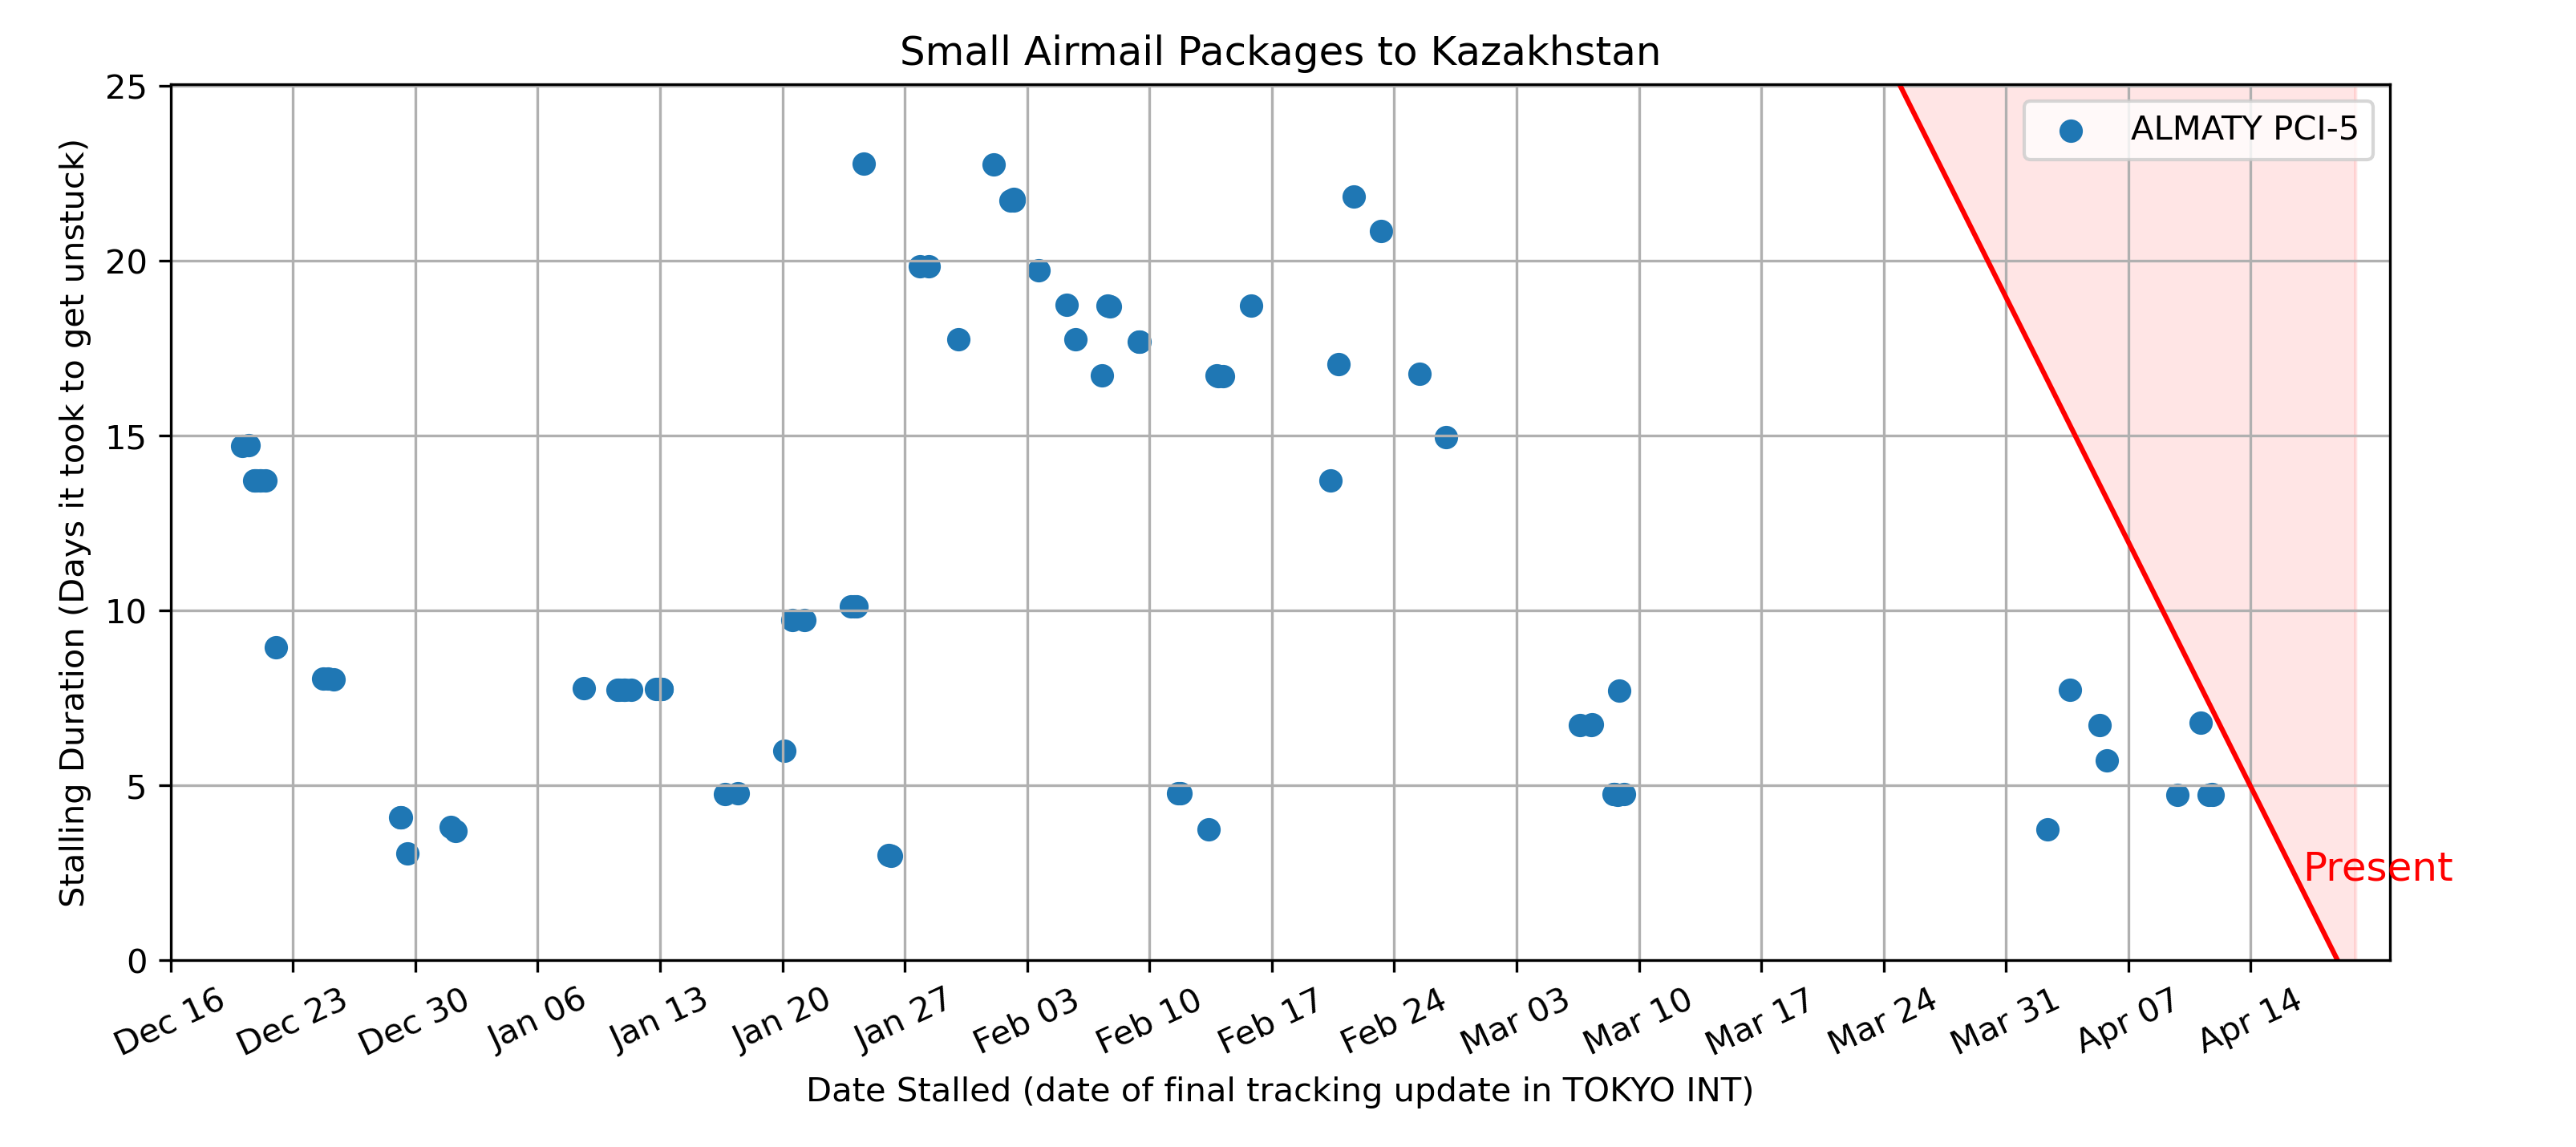 Small Airmail Packages to Kazakhstan
ALMATY PCI-5
Stalling Duration (Days it took to get unstuck)
25
20
15
10
5
0
Present
Dec 16
Dec 23
Dec 30
Jan 06
Jan 13
Jan 20
Jan 27
Feb 03
Feb 10
Feb 17
Feb 24
Mar 03
Mar 10
Mar 17
Mar 24
Mar 31
Apr 07
Apr 14
Date Stalled (date of final tracking update in TOKYO INT)